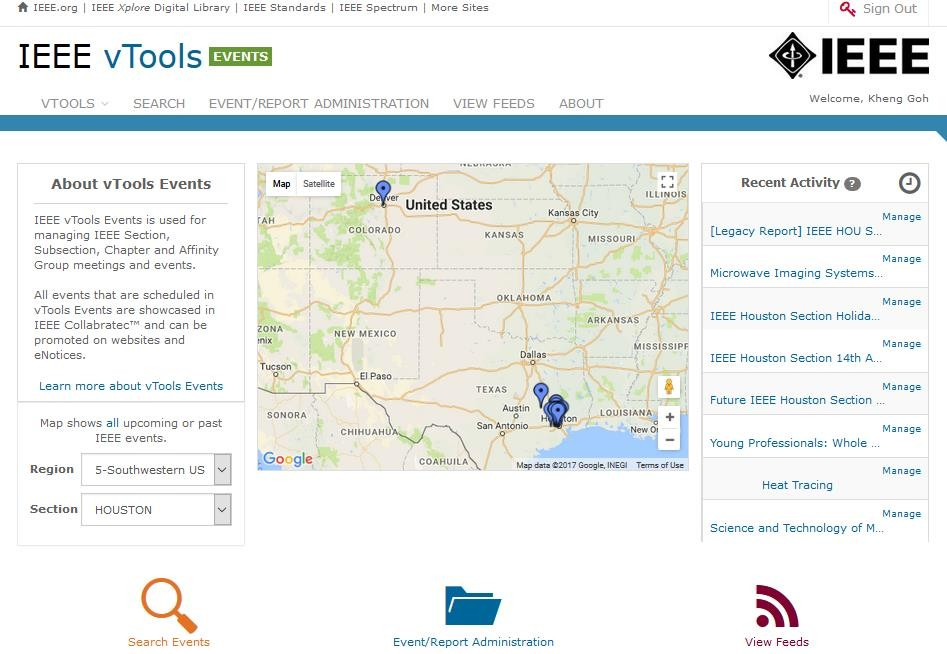 IEEE.org | IEEE Xplore Digital Library | IEEE Standards | IEEE Spectrum | More Sites
Sign Out
IEEE vTools EVENTS
IEEE
Welcome, Kheng Goh
VTOOLS SEARCH EVENT/REPORT ADMINISTRATION VIEW FEEDS ABOUT
About vTools Events
IEEE vTools Events is used for
managing IEEE Section,
Subsection, Chapter and Affinity
Group meetings and events.
All events that are scheduled in
vTools Events are showcased in
IEEE Collabratec™ and can be
promoted on websites and
eNotices.
Learn more about vTools Events
Map shows all upcoming or past
IEEE events.
Region 5-Southwestern US
Section HOUSTON
Map Satellite
NEBRASKA
ILLINOIS
Denver
United States
Kansas City
TAH
COLORADO
KANSAS
MISSOURI
OKLAHOMA
ARKANSAS
ZONA
enix
NEW MEXICO
MISSISSIPP
Dallas
Tucson
El Paso
TEXAS
Austin
Houston
LOUISIANA
SONORA
San Antonio
New O
CHIHUAHUA
COAHUILA
Google
Map data ©2017 Google, INEGI Terms of Use
Recent Activity ?
Manage
[Legacy Report] IEEE HOU S...
Manage
Microwave Imaging Systems...
Manage
IEEE Houston Section Holida...
Manage
IEEE Houston Section 14th A...
Manage
Future IEEE Houston Section ...
Manage
Young Professionals: Whole ...
Manage
Heat Tracing
Manage
Science and Technology of M...
Search Events
Event/Report Administration
View Feeds